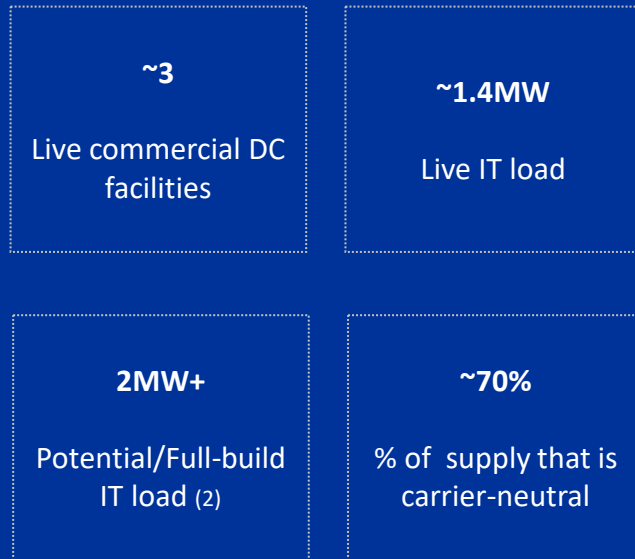 ~3
Live commercial DC
facilities
~1.4MW
Live IT load
2MW+
Potential/Full-build
IT load (2)
~70%
% of  supply that is
carrier-neutral